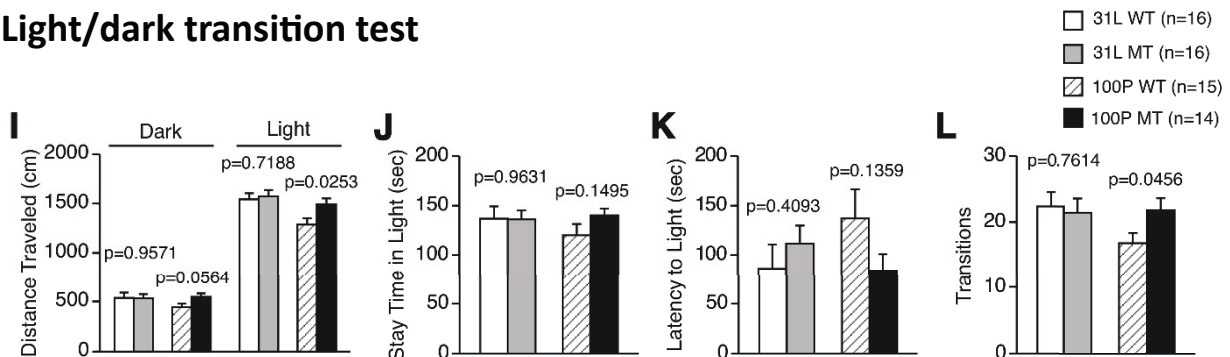 Light/dark transition test
31L WT (n=16)
31L MT (n=16)
100P WT (n=15)
100P MT (n=14)
I
Dark
Light
Distance Traveled (cm)
2000
1500
1000
500
0
p=0.9571
p=0.0564
p=0.7188
p=0.0253
J
Stay Time in Light (sec)
200
150
100
50
0
p=0.9631
p=0.1495
K
Latency to Light (sec)
200
150
100
50
0
p=0.4093
p=0.1359
L
Transitions
30
20
10
0
p=0.7614
p=0.0456